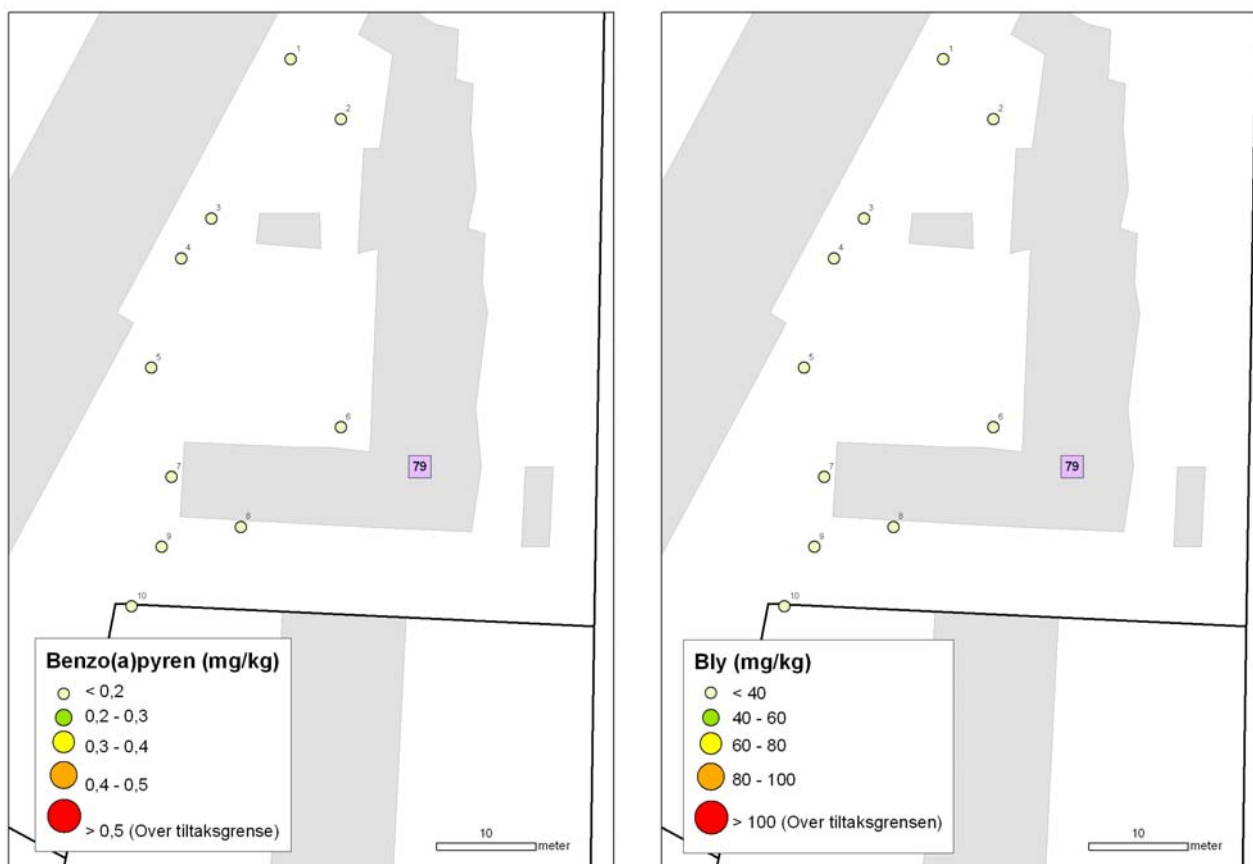 1
2
3
4
5
6
79
7
8
9
10
Benzo(a)pyren (mg/kg)
< 0,2
0,2 - 0,3
0,3 - 0,4
0,4 - 0,5
> 0,5 (Over tiltaksgrense)
10
meter
1
2
3
4
5
6
79
7
8
9
10
Bly (mg/kg)
< 40
40 - 60
60 - 80
80 - 100
> 100 (Over tiltaksgrensen)
10
meter